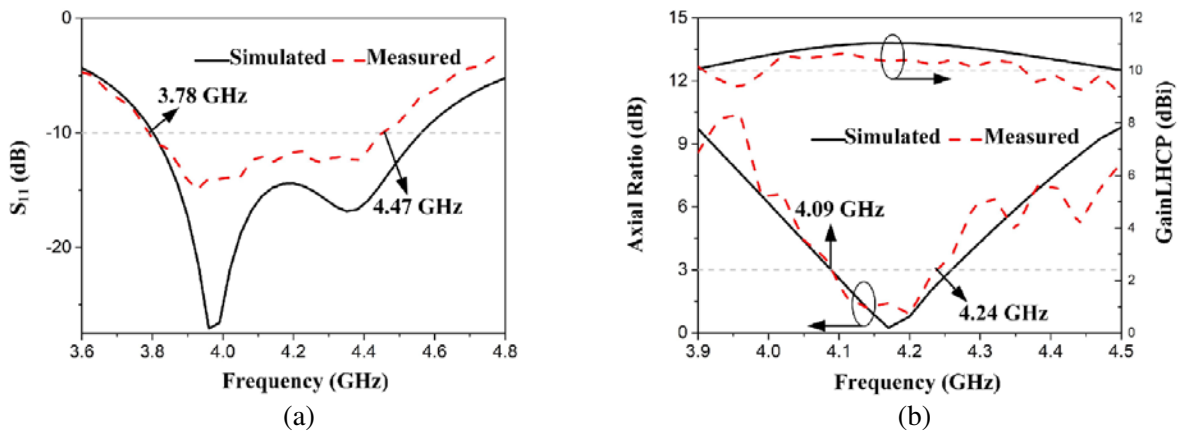 0
-10
-20
S11 (dB)
Simulated
Measured
3.78 GHz
4.47 GHz
3.6
3.8
4.0
4.2
4.4
4.6
4.8
Frequency (GHz)
(a)
15
12
9
6
3
0
Axial Ratio (dB)
Simulated
Measured
4.09 GHz
4.24 GHz
12
10
8
6
4
2
0
GainLHCP (dBi)
3.9
4.0
4.1
4.2
4.3
4.4
4.5
Frequency (GHz)
(b)